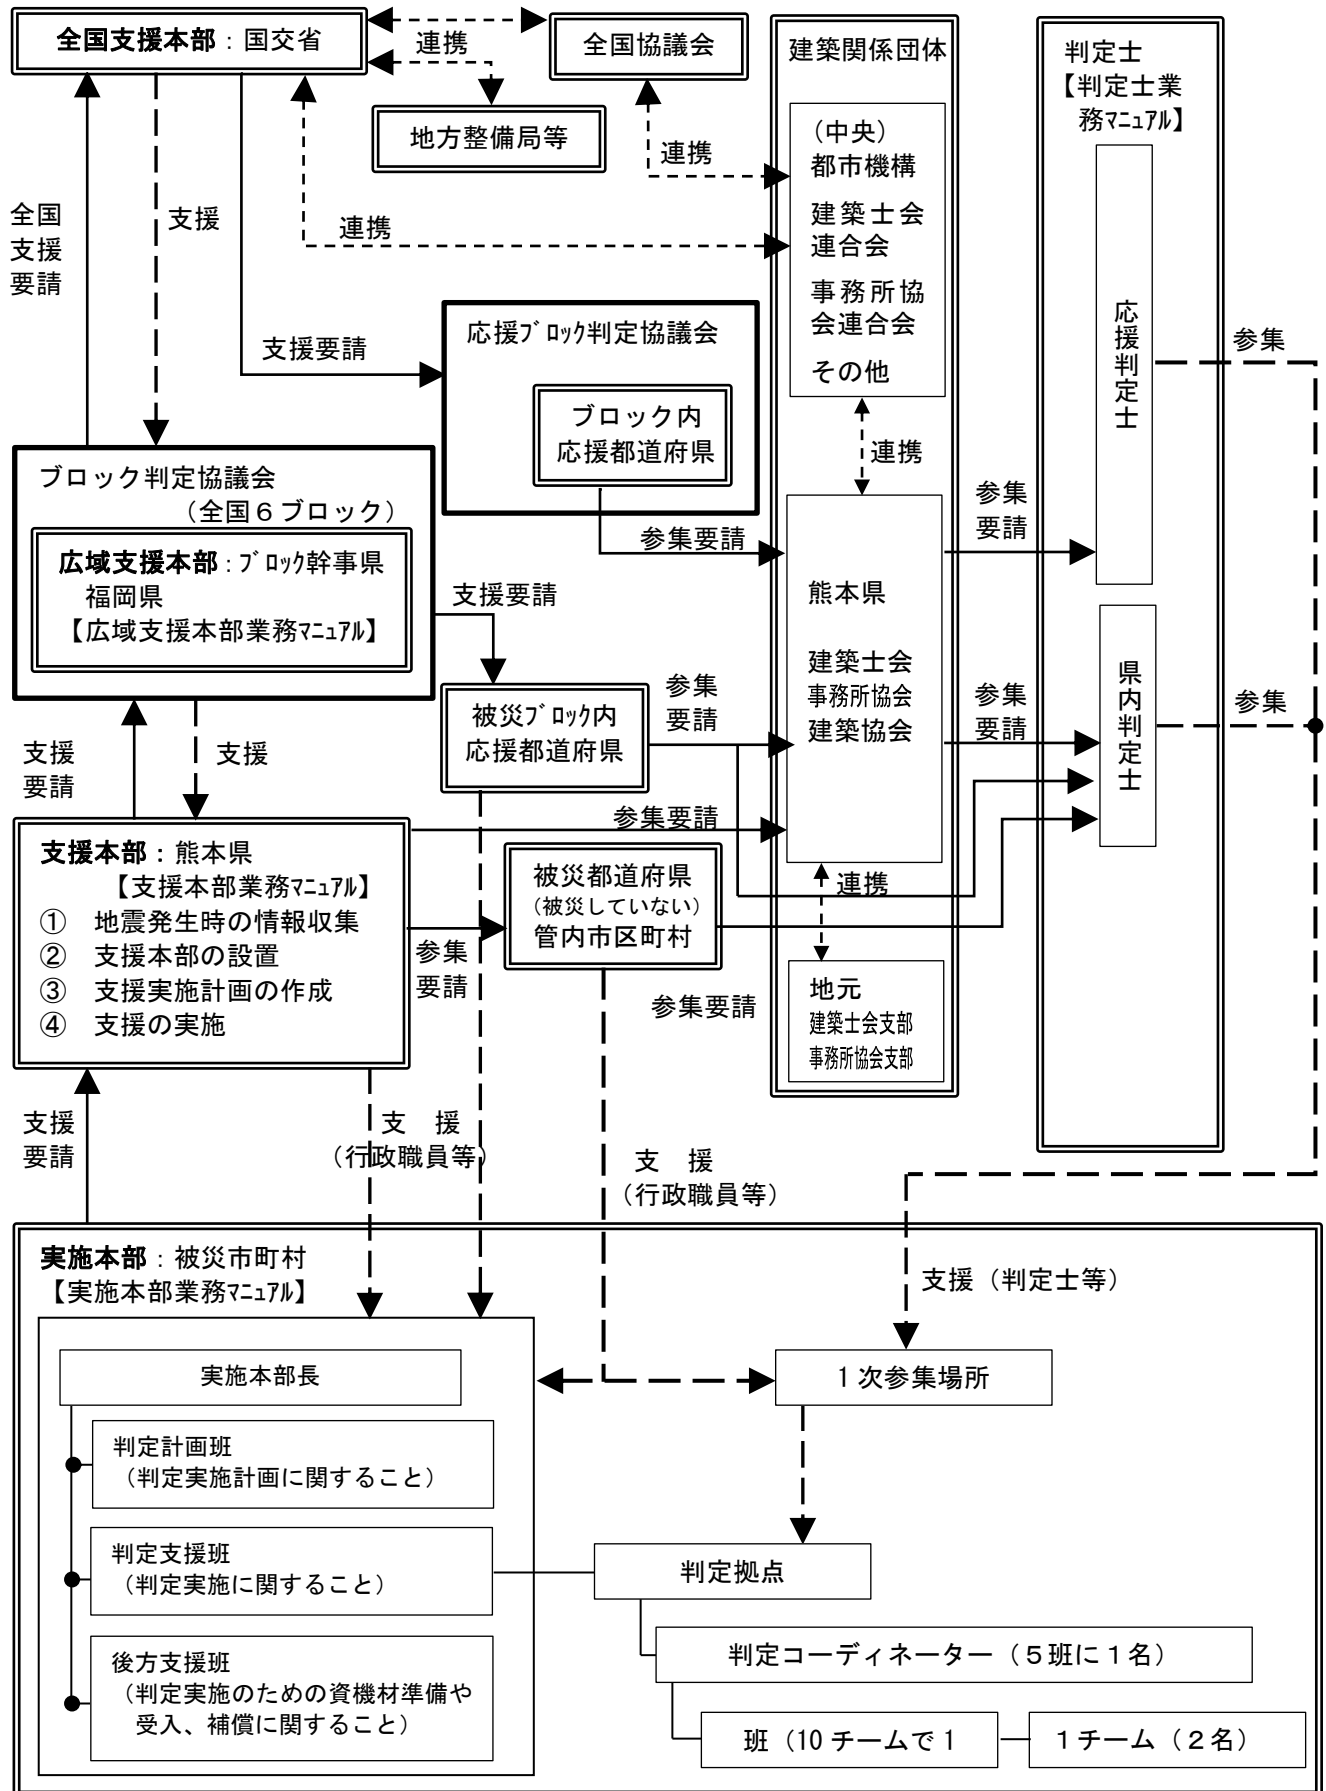 全国支援本部：国交省
連携
全国協議会
地方整備局等
連携
連携
全国
支援
要請
支援
支援要請
建築関係団体
（中央）
都市機構
建築士会
連合会
事務所協
会連合会
その他
連携
判定士
【判定士業
務ﾏﾆｭｱﾙ】
応援判定士
参集
応援ﾌﾞﾛｯｸ判定協議会
ブロック内
応援都道府県
参集要請
参集
要請
ブロック判定協議会
（全国６ブロック）
広域支援本部：ﾌﾞﾛｯｸ幹事県
福岡県
【広域支援本部業務ﾏﾆｭｱﾙ】
支援要請
被災ﾌﾞﾛｯｸ内
応援都道府県
参集
要請
熊本県
建築士会
事務所協会
建築協会
参集
要請
県内判定士
参集
支援
要請
支援
参集要請
支援本部：熊本県
【支援本部業務ﾏﾆｭｱﾙ】
①　地震発生時の情報収集
②　支援本部の設置
③　支援実施計画の作成
④　支援の実施
参集
要請
被災都道府県
（被災していない）
管内市区町村
連携
参集要請
地元
建築士会支部
事務所協会支部
支援
要請
支　援
（行政職員等）
支　援
（行政職員等）
支援（判定士等）
実施本部：被災市町村
【実施本部業務ﾏﾆｭｱﾙ】
実施本部長
1 次参集場所
判定計画班
（判定実施計画に関すること）
判定支援班
（判定実施に関すること）
判定拠点
後方支援班
（判定実施のための資機材準備や
受入、補償に関すること）
判定コーディネーター（５班に１名）
班（10 チームで 1
１チーム（２名）